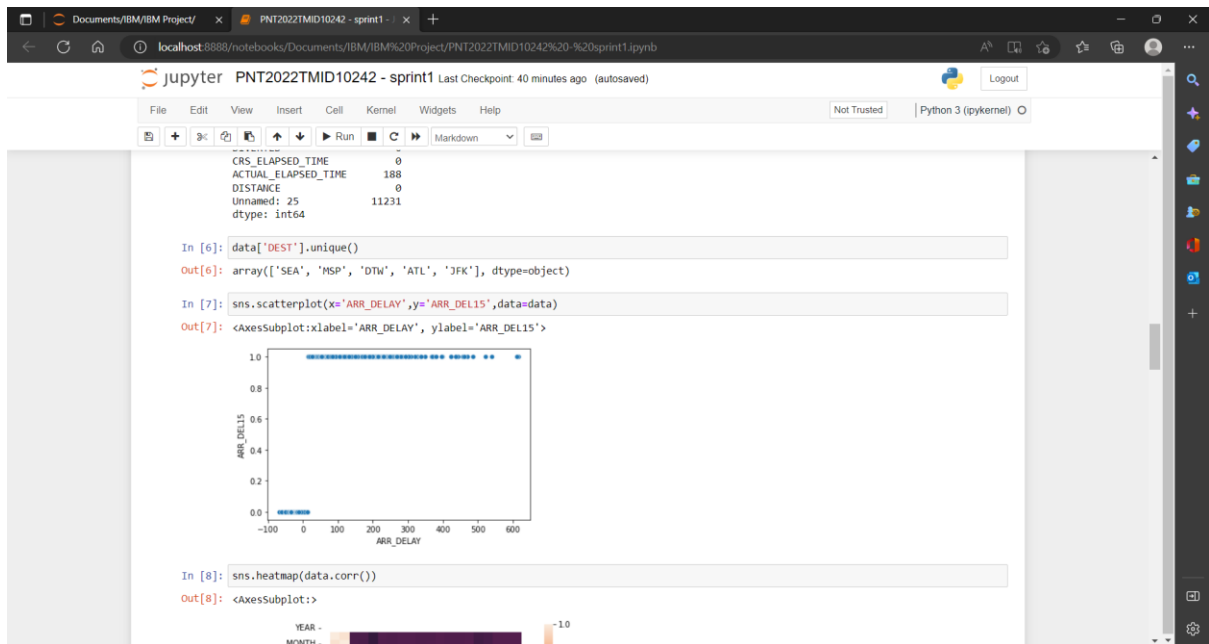 Documents/IBM/IBM Project/
PNT2022TMID10242 - sprint1 - J
localhost:8888/notebooks/Documents/IBM/IBM%20Project/PNT2022TMID10242%20-%20sprint1.ipynb
jupyter PNT2022TMID10242 - sprint1 Last Checkpoint: 40 minutes ago (autosaved)
Logout
File Edit View Insert Cell Kernel Widgets Help
Not Trusted
Python 3 (ipykernel)
Run
Markdown
CRS_ELAPSED_TIME 0
ACTUAL_ELAPSED_TIME 188
DISTANCE 0
Unnamed: 25 11231
dtype: int64
In [6]: data['DEST'].unique()
Out[6]: array(['SEA', 'MSP', 'DTW', 'ATL', 'JFK'], dtype=object)
In [7]: sns.scatterplot(x='ARR_DELAY',y='ARR_DEL15',data=data)
Out[7]: <AxesSubplot:xlabel='ARR_DELAY', ylabel='ARR_DEL15'>
1.0
0.8
0.6
0.4
0.2
0.0
ARR_DEL15
−100 0 100 200 300 400 500 600
ARR_DELAY
In [8]: sns.heatmap(data.corr())
Out[8]: <AxesSubplot:>
YEAR
1.0
MONTH